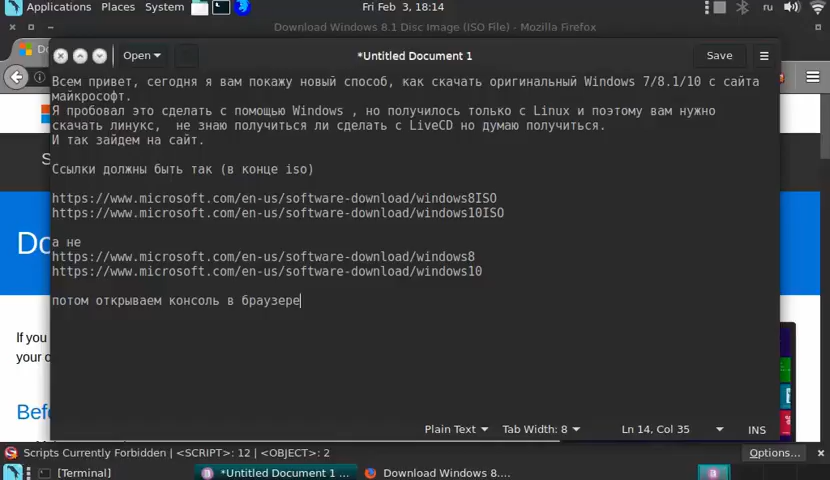 Applications Places System Fri Feb 3, 18:14 ru
Download Windows 8.1 Disc Image (ISO File) - Mozilla Firefox
Open *Untitled Document 1 Save
Всем привет, сегодня я вам покажу новый способ, как скачать оригинальный Windows 7/8.1/10 с сайта
майкрософт.
Я пробовал это сделать с помощью Windows , но получилось только с Linux и поэтому вам нужно
скачать линукс, не знаю получиться ли сделать с LiveCD но думаю получиться.
И так зайдем на сайт.
Ссылки должны быть так (в конце iso)
https://www.microsoft.com/en-us/software-download/windows8ISO
https://www.microsoft.com/en-us/software-download/windows10ISO
а не
https://www.microsoft.com/en-us/software-download/windows8
https://www.microsoft.com/en-us/software-download/windows10
потом открываем консоль в браузере
If you
your o
Plain Text Tab Width: 8 Ln 14, Col 35 INS
Scripts Currently Forbidden | <SCRIPT>: 12 | <OBJECT>: 2 Options...
[Terminal] *Untitled Document 1 ... Download Windows 8....